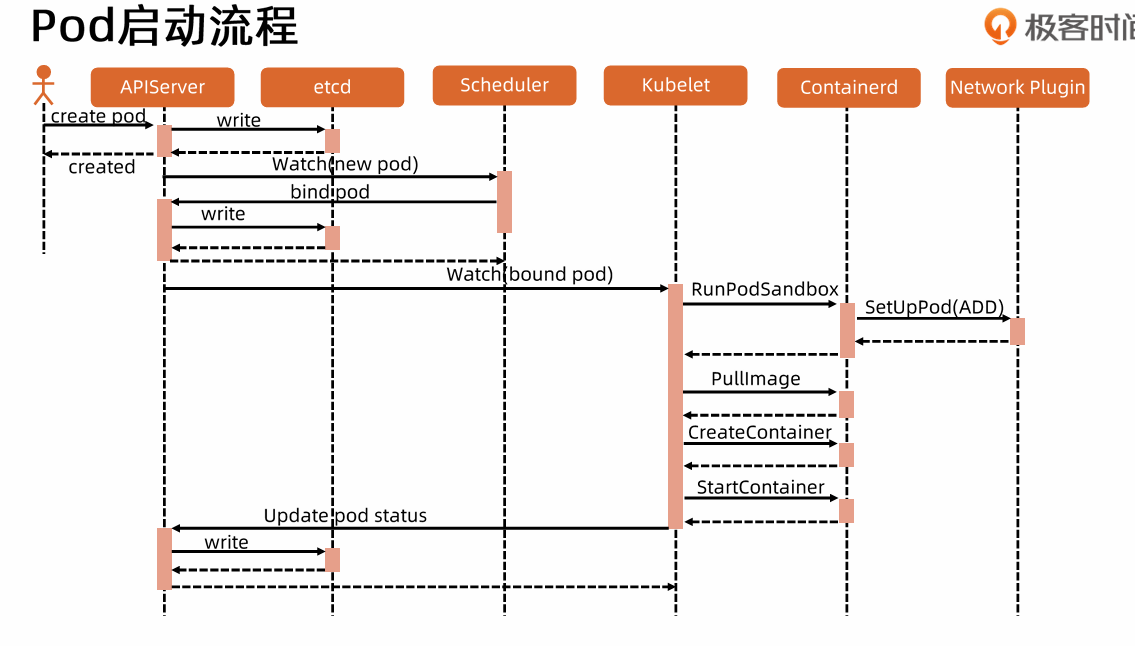 Pod启动流程
极客时间
APIServer
etcd
Scheduler
Kubelet
Containerd
Network Plugin
create pod
write
created
Watch(new pod)
bind pod
write
Watch(bound pod)
RunPodSandbox
SetUpPod(ADD)
PullImage
CreateContainer
StartContainer
Update pod status
write